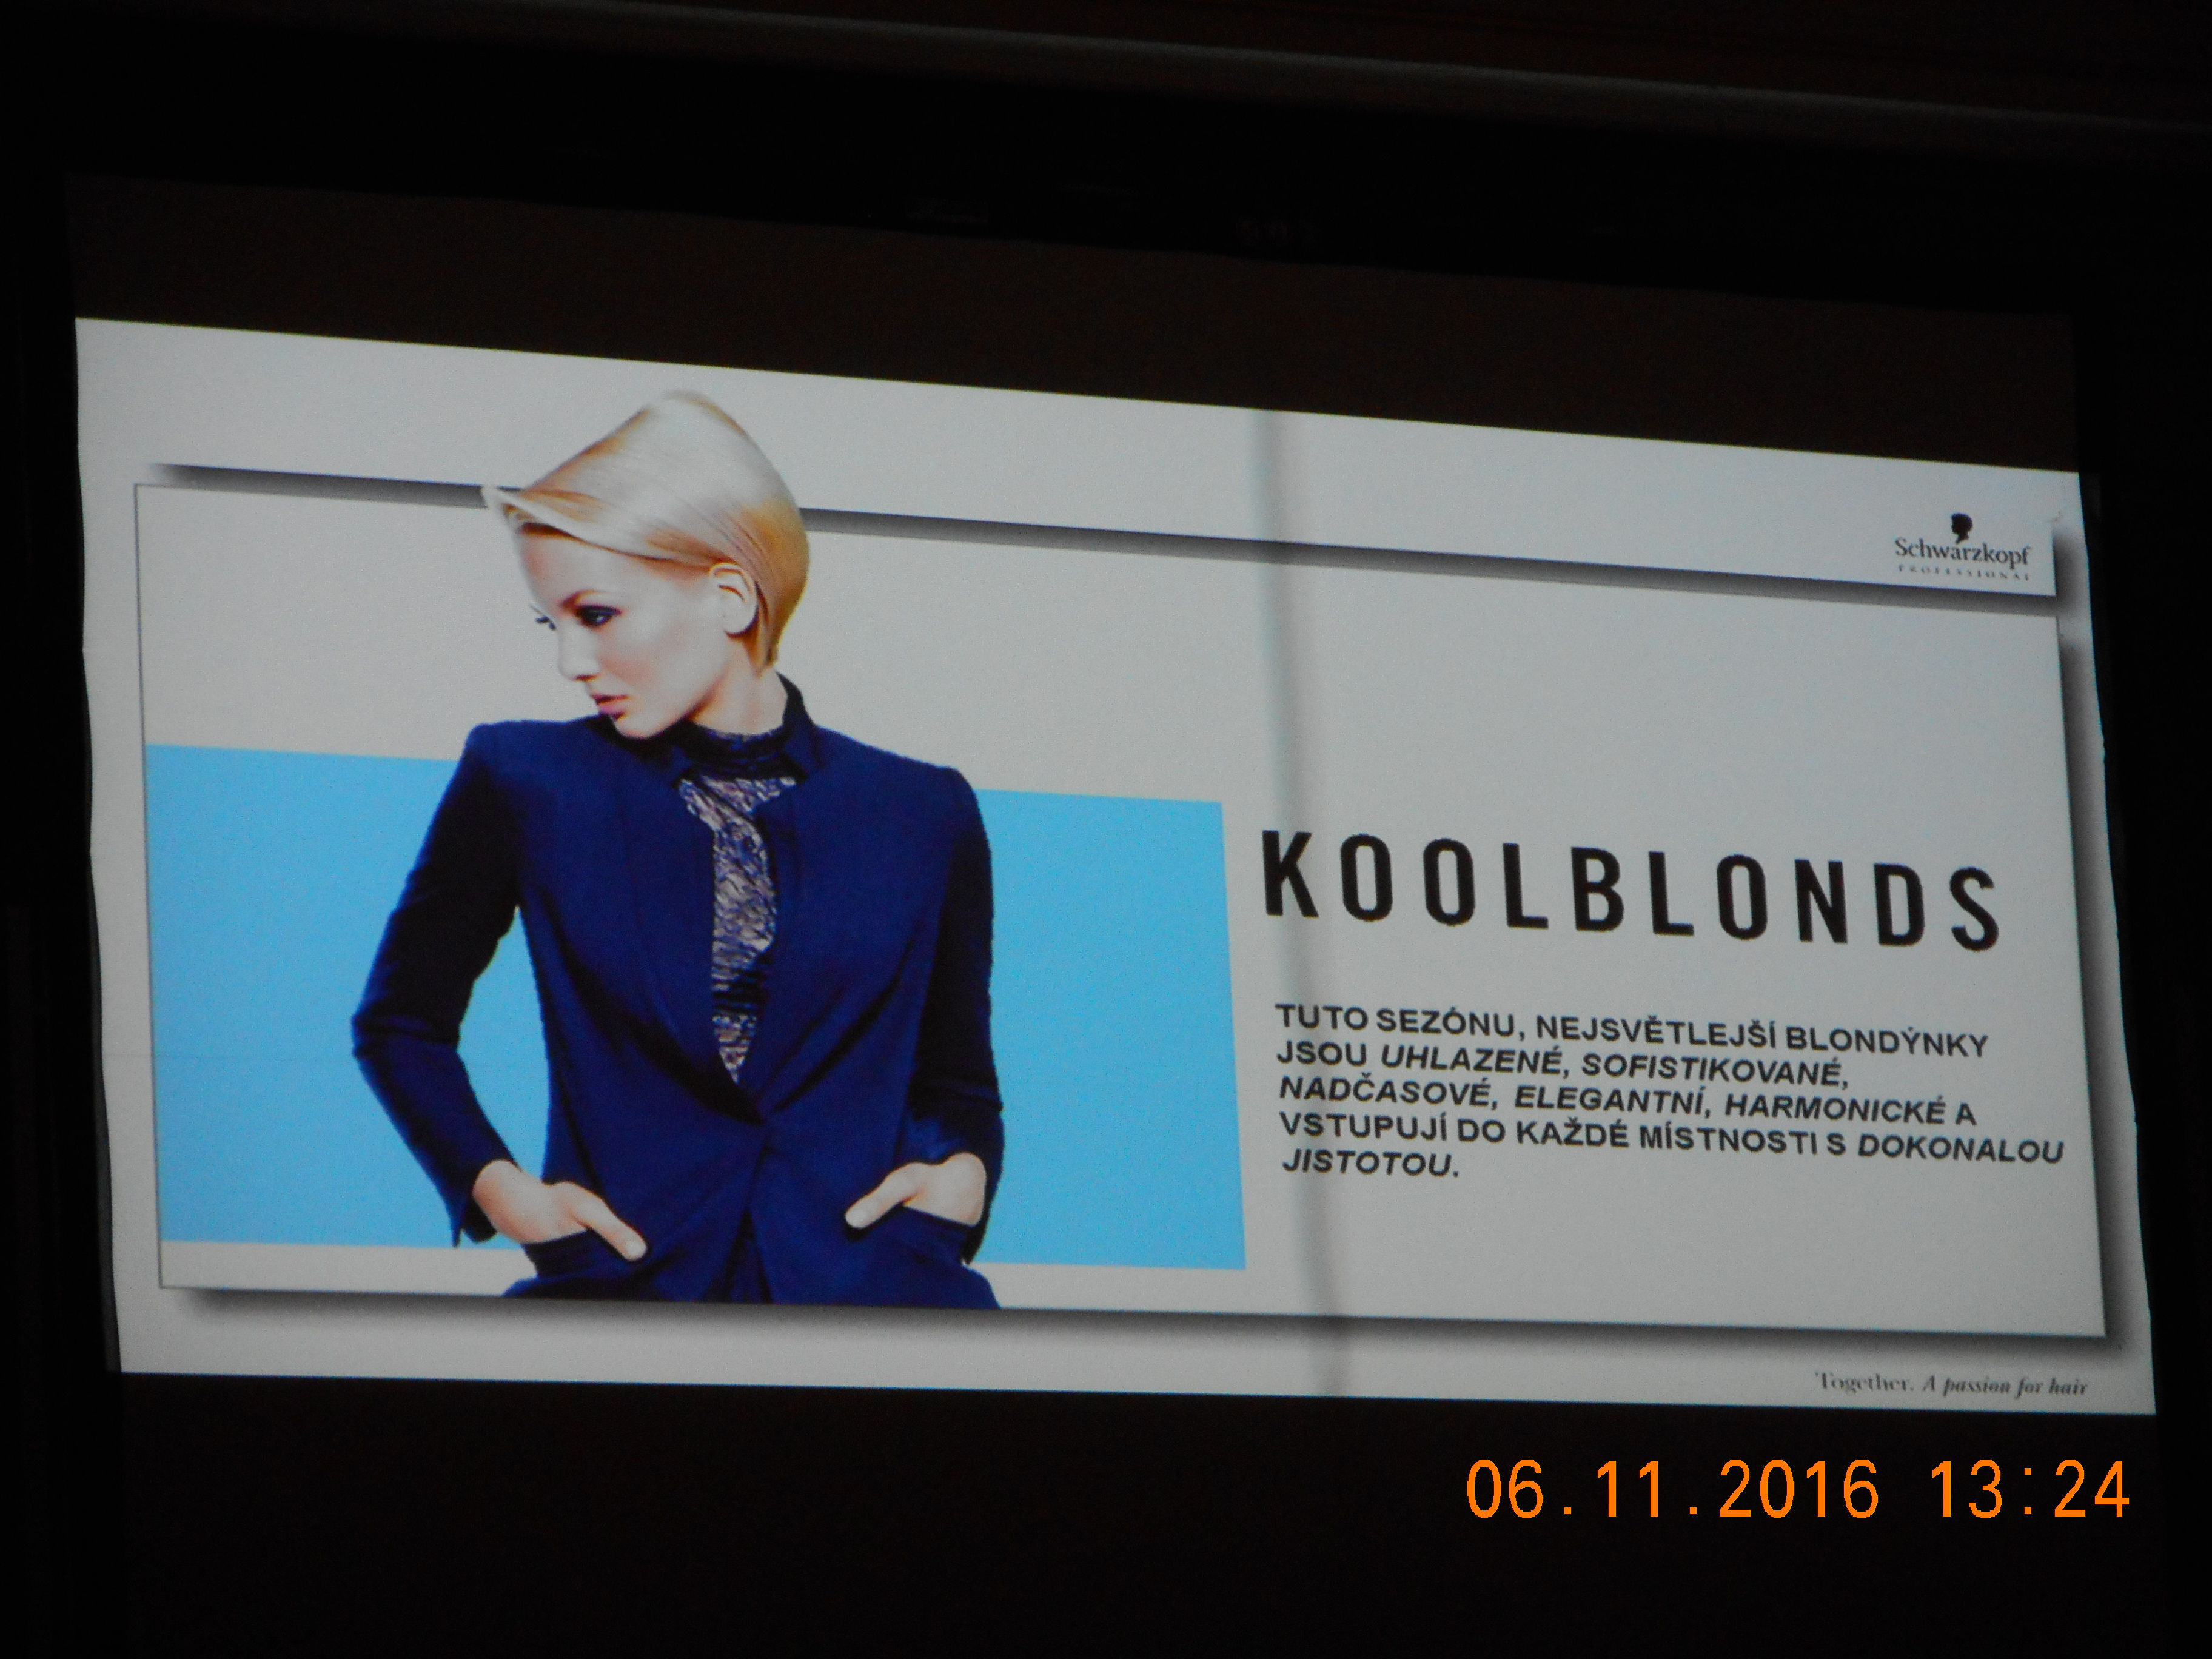 Schwarzkopf
PROFESSIONAL
KOOLBLONDS
TUTO SEZÓNU, NEJSVĚTLEJŠÍ BLONDÝNKY
JSOU UHLAZENÉ, SOFISTIKOVANÉ,
NADČASOVÉ, ELEGANTNÍ, HARMONICKÉ A
VSTUPUJÍ DO KAŽDÉ MÍSTNOSTI S DOKONALOU
JISTOTOU.
Together. A passion for hair
06.11.2016 13:24